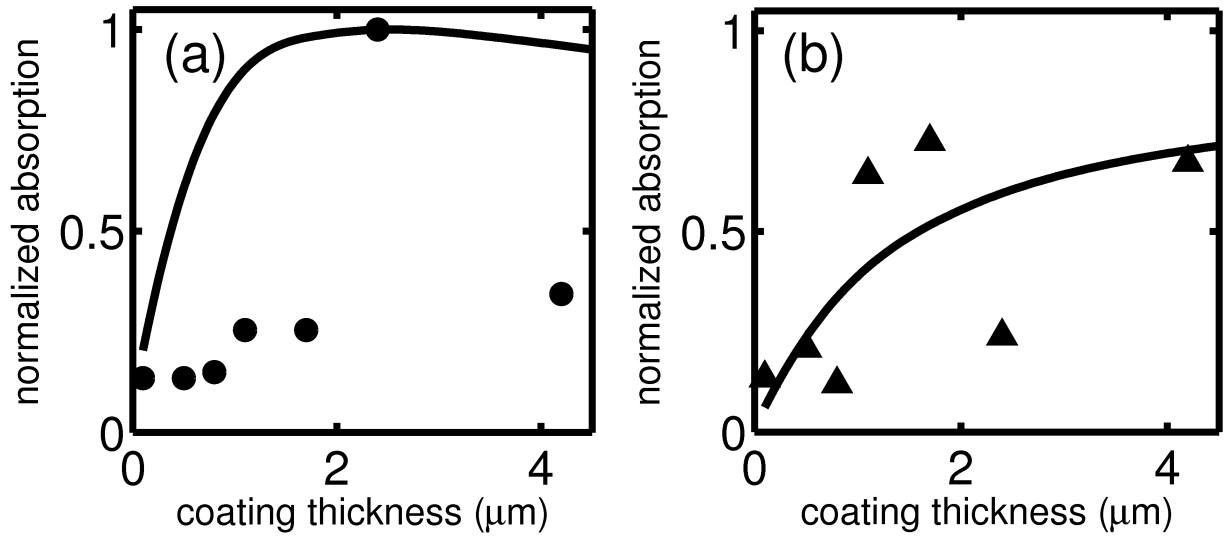 (a)
normalized absorption
1
0.5
0
0 2 4
coating thickness (μm)
(b)
normalized absorption
1
0.5
0
0 2 4
coating thickness (μm)